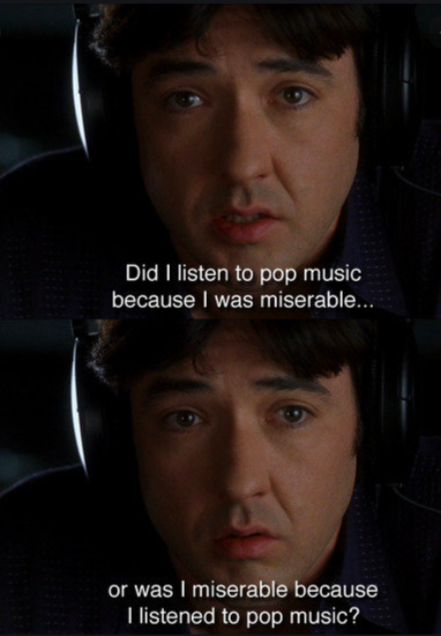 Did I listen to pop music
because I was miserable...
or was I miserable because
I listened to pop music?